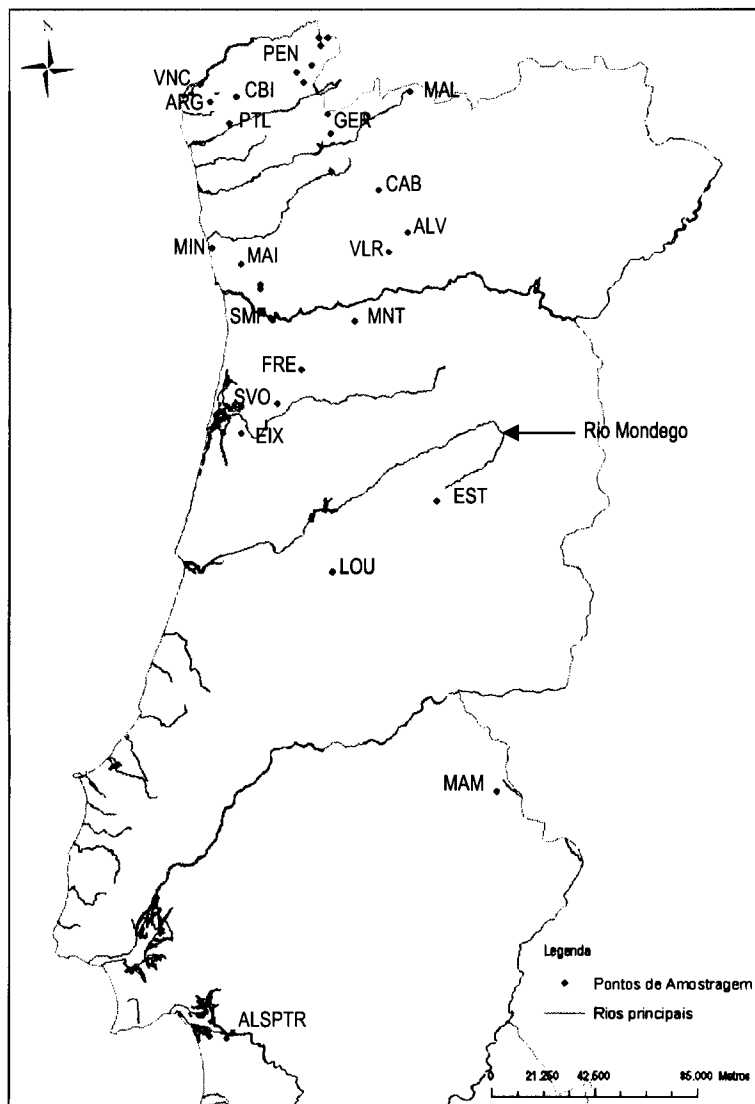 N
PEN
VNC
CBI
MAL
ARG
PTL
GER
CAB
ALV
MIN
MAI
VLR
SMF
MNT
FRE
SVO
EIX
Rio Mondego
EST
LOU
MAM
Legenda
Pontos de Amostragem
Rios principais
ALSPTR
0 21.250 42.500 85.000 Metros